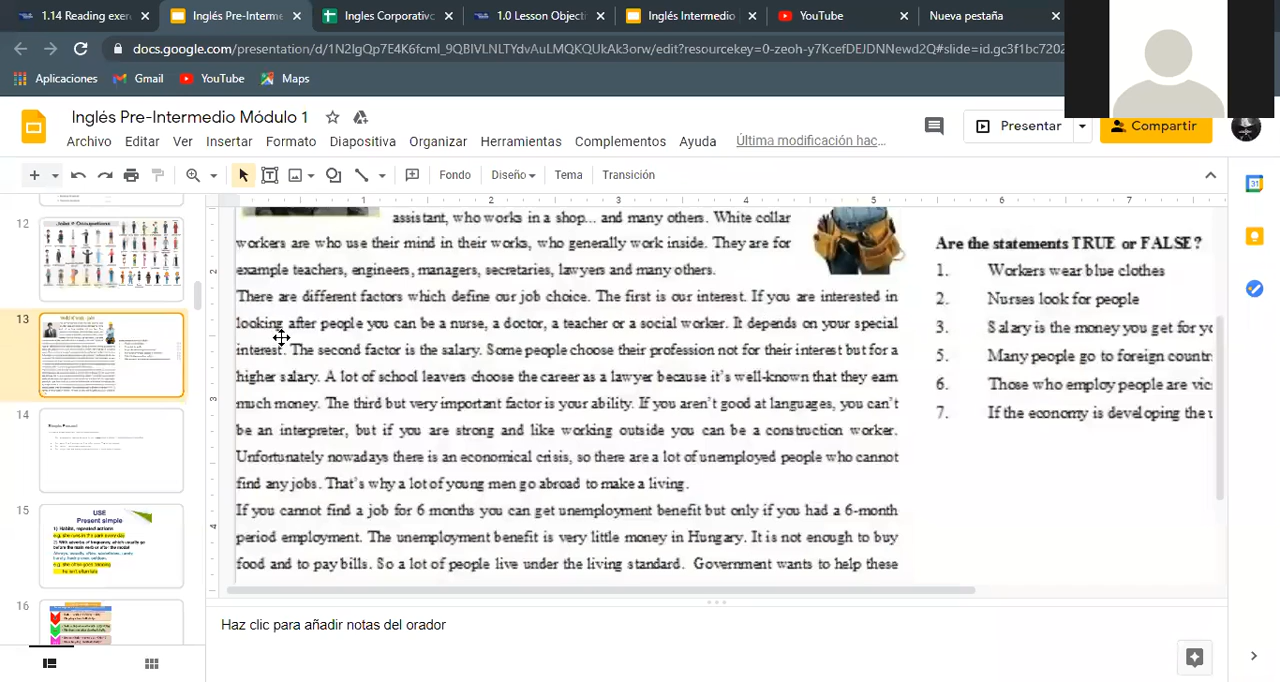 1.14 Reading exer
Inglés Pre-Interme
Ingles Corporativo
1.0 Lesson Objecti
Inglés Intermedio
YouTube
Nueva pestaña
docs.google.com/presentation/d/1N2lgQp7E4K6fcmI_9QBIVLNLTYdvAuLMQKQUkAk3orw/edit?resourcekey=0-zeoh-y7KcefDEJDNNewd2Q#slide=id.gc3f1bc7202
Aplicaciones
Gmail
YouTube
Maps
Inglés Pre-Intermedio Módulo 1
Presentar
Compartir
Archivo Editar Ver Insertar Formato Diapositiva Organizar Herramientas Complementos Ayuda Última modificación hac...
Fondo Diseño Tema Transición
1 2 3 4 5 6 7
2
3
4
12
13
14
15
USE
Present simple
16
assistant, who works in a shop... and many others. White collar
workers are who use their mind in their works, who generally work inside. They are for
example teachers, engineers, managers, secretaries, lawyers and many others.
There are different factors which define our job choice. The first is our interest. If you are interested in
looking after people you can be a nurse, a doctor, a teacher or a social worker. It depends on your special
interest. The second factor is the salary. Some people choose their profession not for their interest but for a
higher salary. A lot of school leavers choose the career as a lawyer because it's well-known that they earn
much money. The third but very important factor is your ability. If you aren't good at languages, you can't
be an interpreter, but if you are strong and like working outside you can be a construction worker.
Unfortunately nowadays there is an economical crisis, so there are a lot of unemployed people who cannot
find any jobs. That's why a lot of young men go abroad to make a living.
If you cannot find a job for 6 months you can get unemployment benefit but only if you had a 6-month
period employment. The unemployment benefit is very little money in Hungary. It is not enough to buy
food and to pay bills. So a lot of people live under the living standard. Government wants to help these
Are the statements TRUE or FALSE?
1. Workers wear blue clothes
2. Nurses look for people
3. Salary is the money you get for yo
5. Many people go to foreign countr
6. Those who employ people are vic
7. If the economy is developing the u
Haz clic para añadir notas del orador